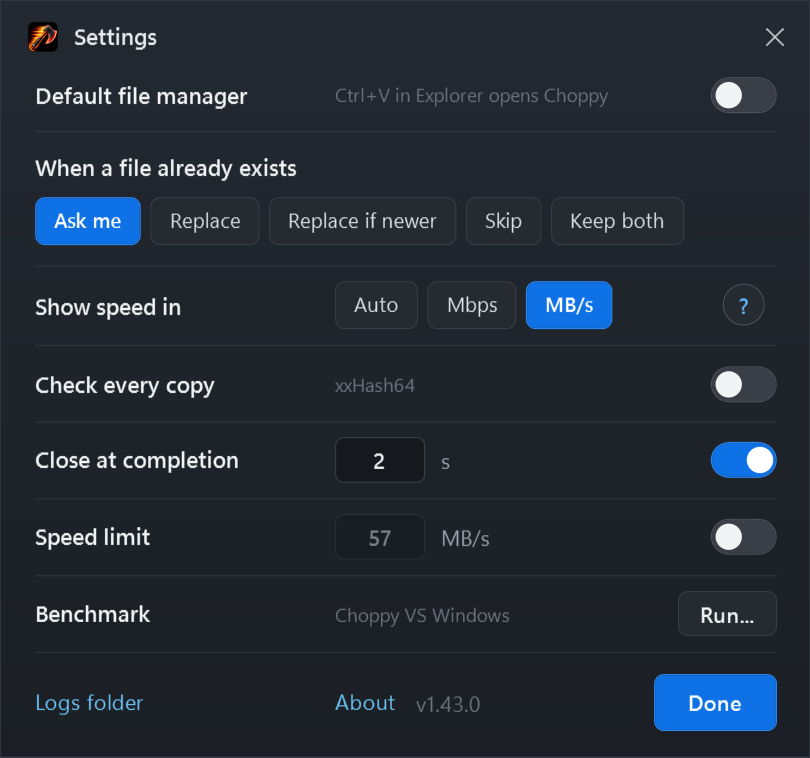 Settings
Default file manager Ctrl+V in Explorer opens Choppy
When a file already exists
Ask me Replace Replace if newer Skip Keep both
Show speed in Auto Mbps MB/s ?
Check every copy xxHash64
Close at completion 2 s
Speed limit 57 MB/s
Benchmark Choppy VS Windows Run...
Logs folder About v1.43.0 Done